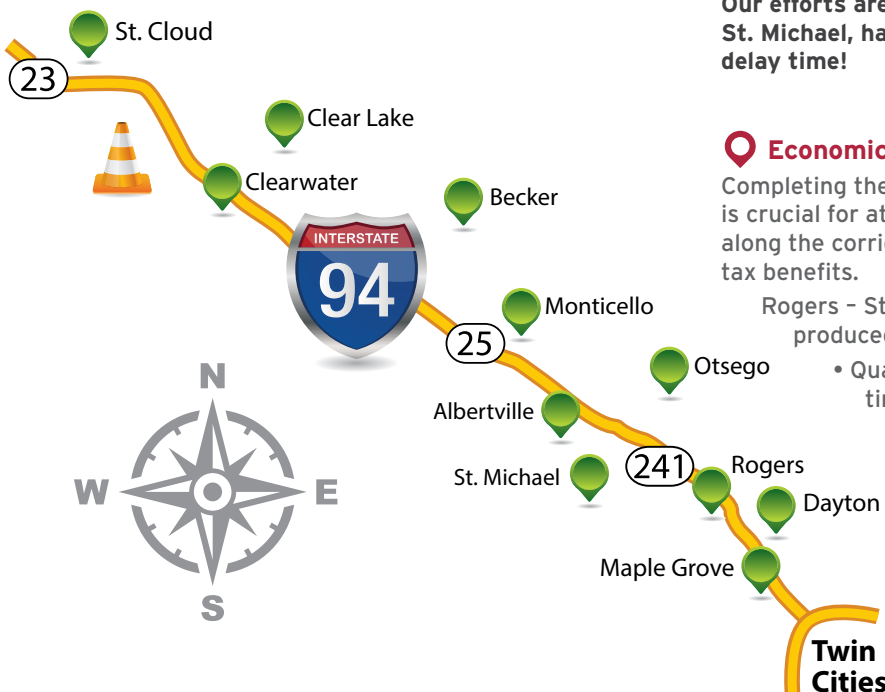 Our efforts are
St. Michael, ha
delay time!
Economic
Completing the
is crucial for at
along the corri
tax benefits.
Rogers – St
produced
• Qua
ti
St. Cloud
23
Clear Lake
Clearwater
Becker
INTERSTATE
94
Monticello
25
Otsego
Albertville
St. Michael
241
Rogers
Dayton
Maple Grove
Twin
Cities
N
W
E
S